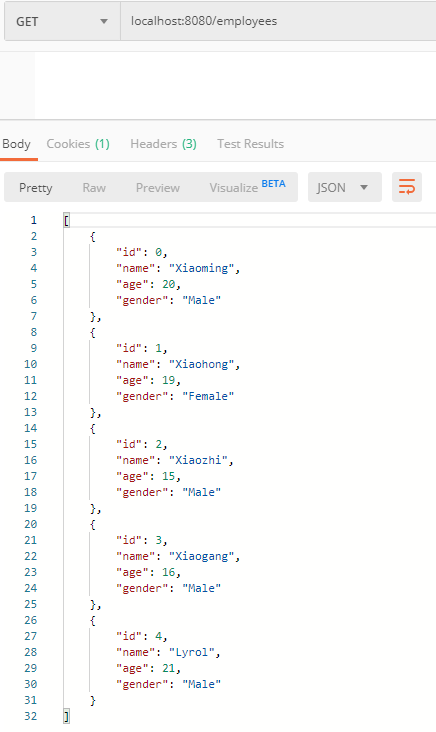 GET localhost:8080/employees
Body Cookies (1) Headers (3) Test Results
Pretty Raw Preview Visualize BETA JSON
1 [
2 {
3 "id": 0,
4 "name": "Xiaoming",
5 "age": 20,
6 "gender": "Male"
7 },
8 {
9 "id": 1,
10 "name": "Xiaohong",
11 "age": 19,
12 "gender": "Female"
13 },
14 {
15 "id": 2,
16 "name": "Xiaozhi",
17 "age": 15,
18 "gender": "Male"
19 },
20 {
21 "id": 3,
22 "name": "Xiaogang",
23 "age": 16,
24 "gender": "Male"
25 },
26 {
27 "id": 4,
28 "name": "Lyrol",
29 "age": 21,
30 "gender": "Male"
31 }
32 ]